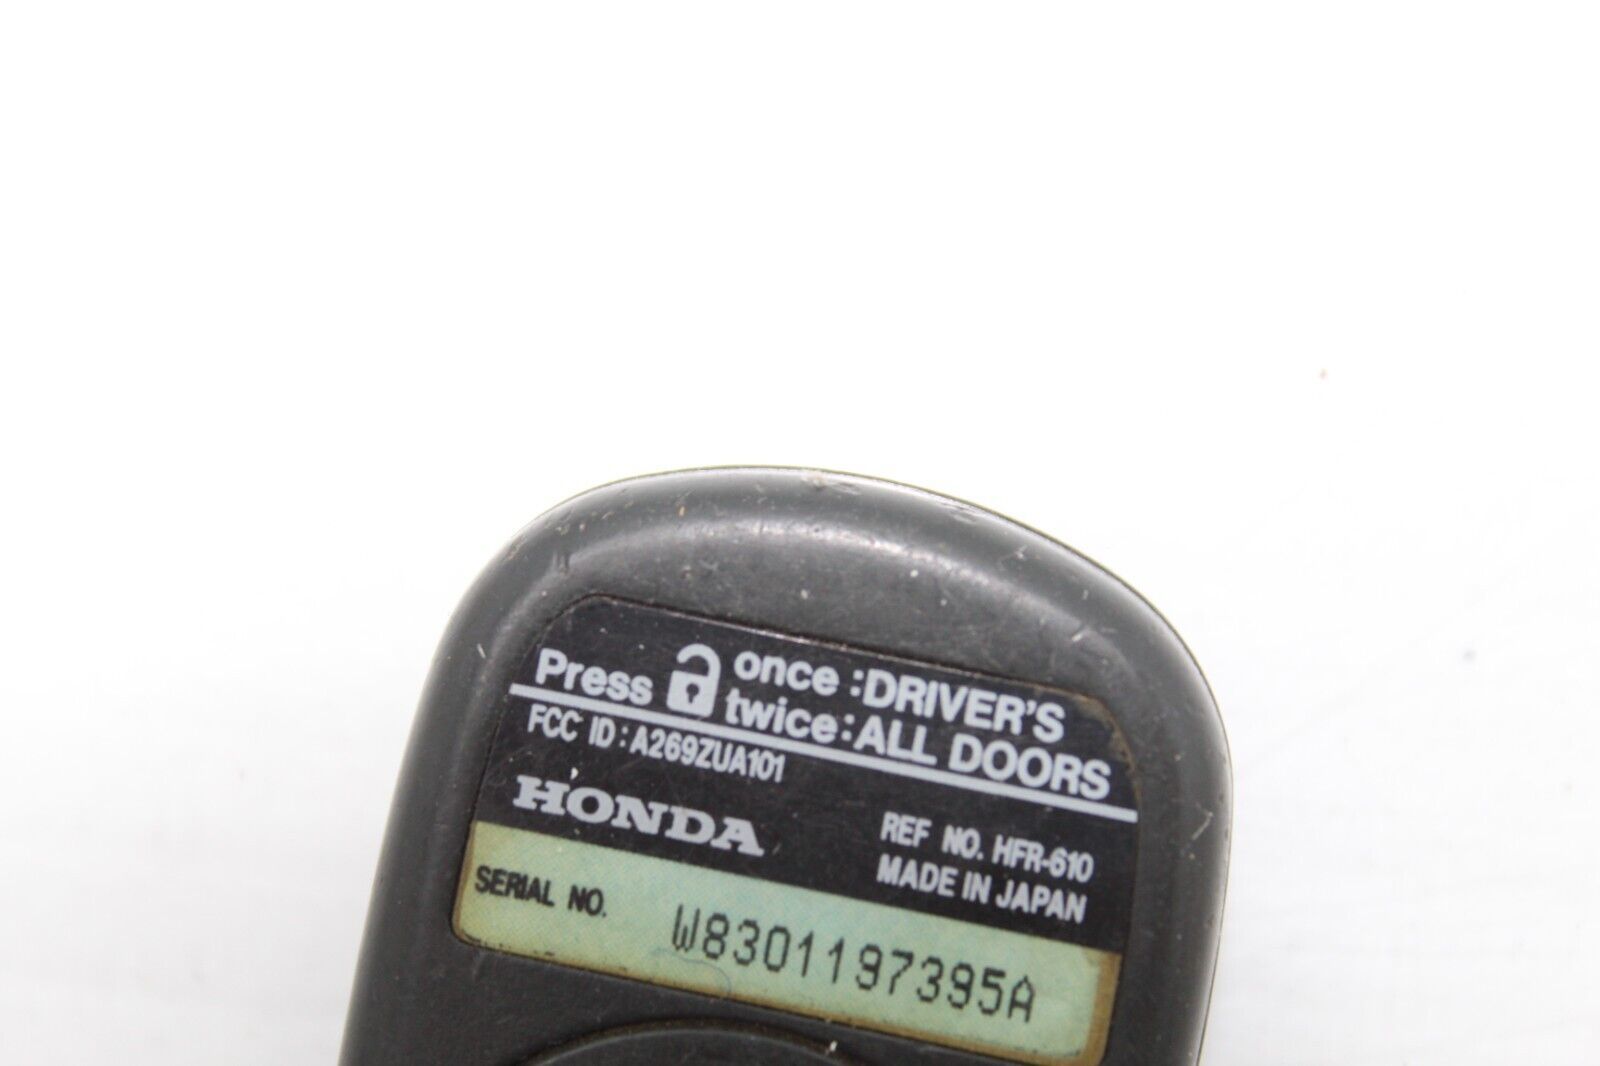 Press once :DRIVER'S
twice:ALL DOORS
FCC ID : A269ZUA101
HONDA
REF NO. HFR-610
MADE IN JAPAN
SERIAL NO. W8301197395A